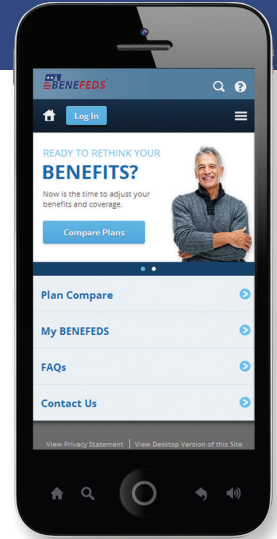 BENEFEDS
Log In
READY TO RETHINK YOUR
BENEFITS?
Now is the time to adjust your
benefits and coverage.
Compare Plans
Plan Compare
My BENEFEDS
FAQs
Contact Us
View Privacy Statement | View Desktop Version of this Site